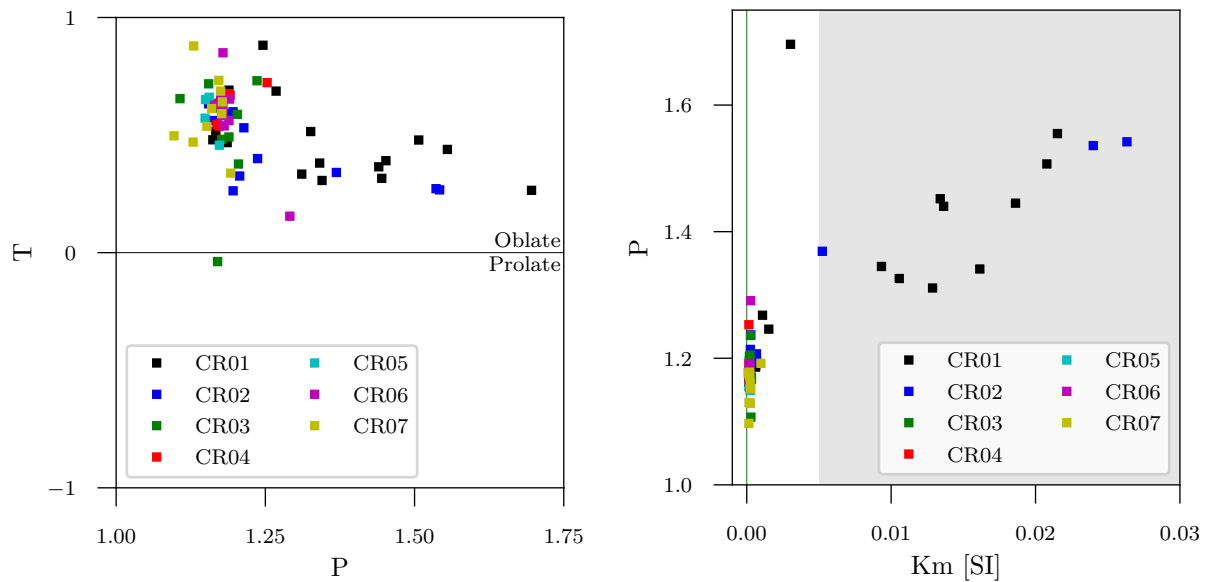 1
0
−1
T
Oblate
Prolate
CR01
CR02
CR03
CR04
CR05
CR06
CR07
1.00
1.25
1.50
1.75
P
1.6
1.4
1.2
1.0
P
CR01
CR02
CR03
CR04
CR05
CR06
CR07
0.00
0.01
0.02
0.03
Km [SI]